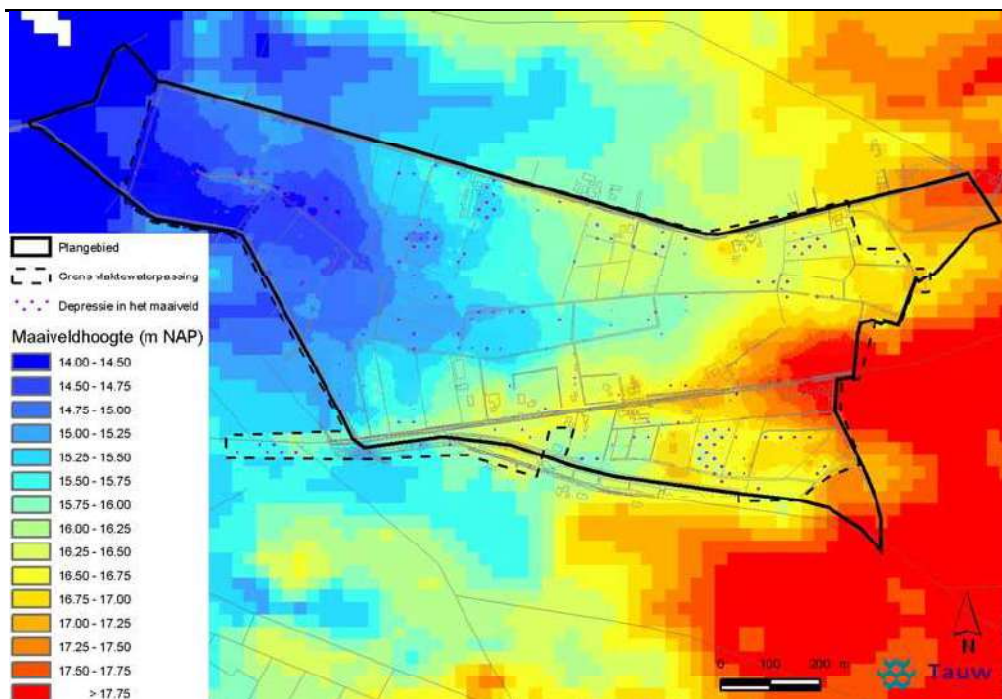 Plangebied
Grens vlaktewaterpassing
Depressie in het maaiveld
Maaiveldhoogte (m NAP)
14.00 - 14.50
14.50 - 14.75
14.75 - 15.00
15.00 - 15.25
15.25 - 15.50
15.50 - 15.75
15.75 - 16.00
16.00 - 16.25
16.25 - 16.50
16.50 - 16.75
16.75 - 17.00
17.00 - 17.25
17.25 - 17.50
17.50 - 17.75
> 17.75
N
0 100 200 m
Tauw